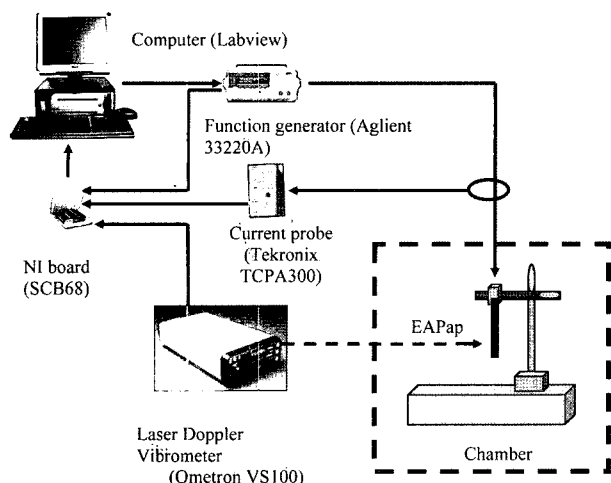 Computer (Labview)
Function generator (Aglient
33220A)
Current probe
(Tekronix
TCPA300)
NI board
(SCB68)
EAPap
Laser Doppler
Vibrometer
(Ometron VS100)
Chamber